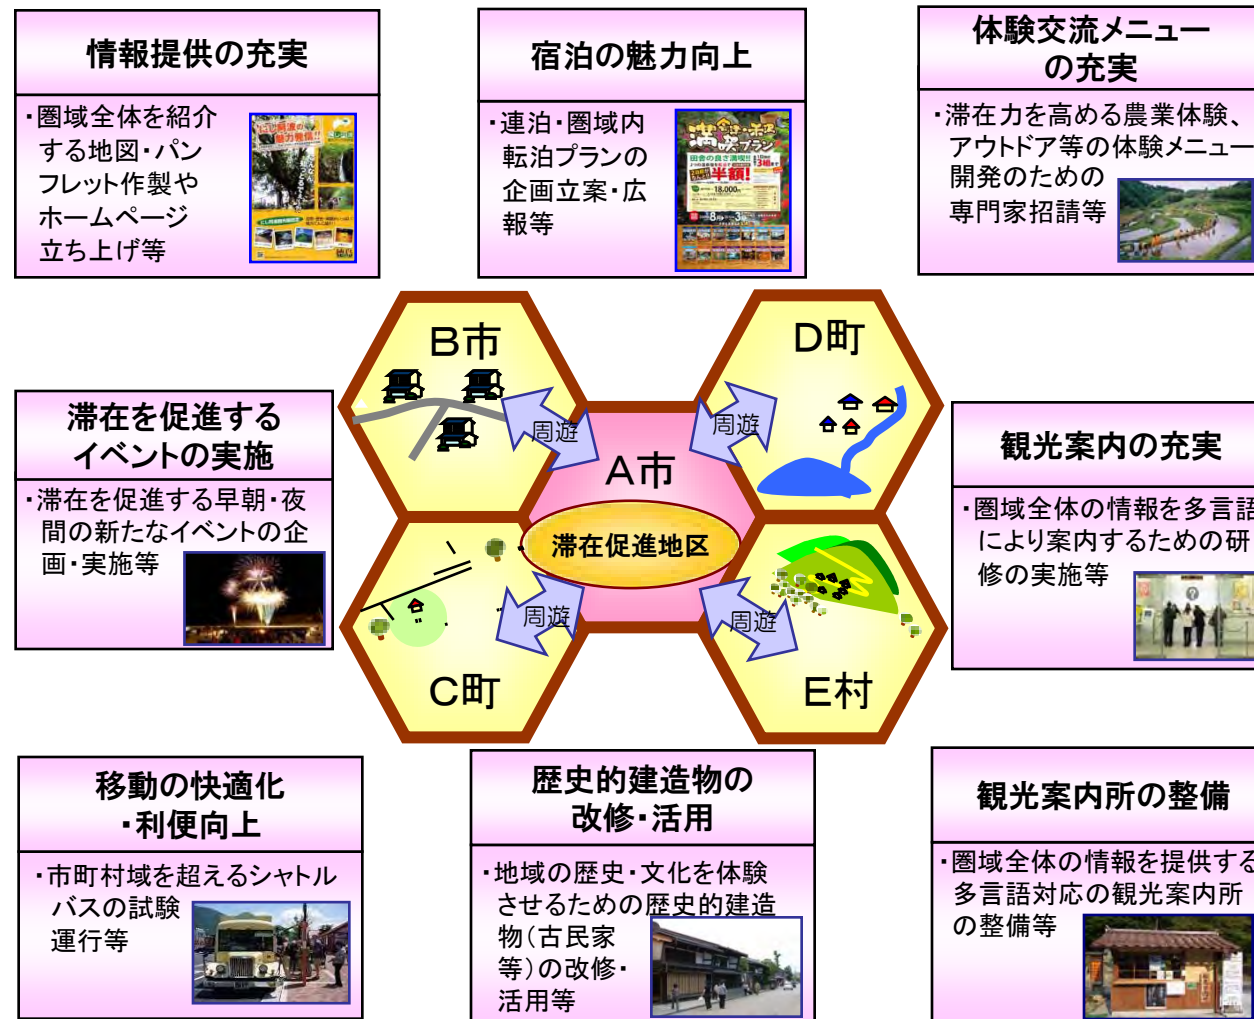 情報提供の充実
・圏域全体を紹介
する地図・パン
フレット作製や
ホームページ
立ち上げ等
宿泊の魅力向上
・連泊・圏域内
転泊プランの
企画立案・広
報等
満喫プラン
半額!
18,000
体験交流メニュー
の充実
・滞在力を高める農業体験、
アウトドア等の体験メニュー
開発のための
専門家招請等
B市
D町
周遊
周遊
A市
滞在促進地区
周遊
周遊
C町
E村
滞在を促進する
イベントの実施
・滞在を促進する早朝・夜
間の新たなイベントの企
画・実施等
観光案内の充実
・圏域全体の情報を多言語
により案内するための研
修の実施等
移動の快適化
・利便向上
・市町村域を超えるシャトル
バスの試験
運行等
歴史的建造物の
改修・活用
・地域の歴史・文化を体験
させるための歴史的建造
物(古民家
等)の改修・
活用等
観光案内所の整備
・圏域全体の情報を提供する
多言語対応の観光案内所
の整備等